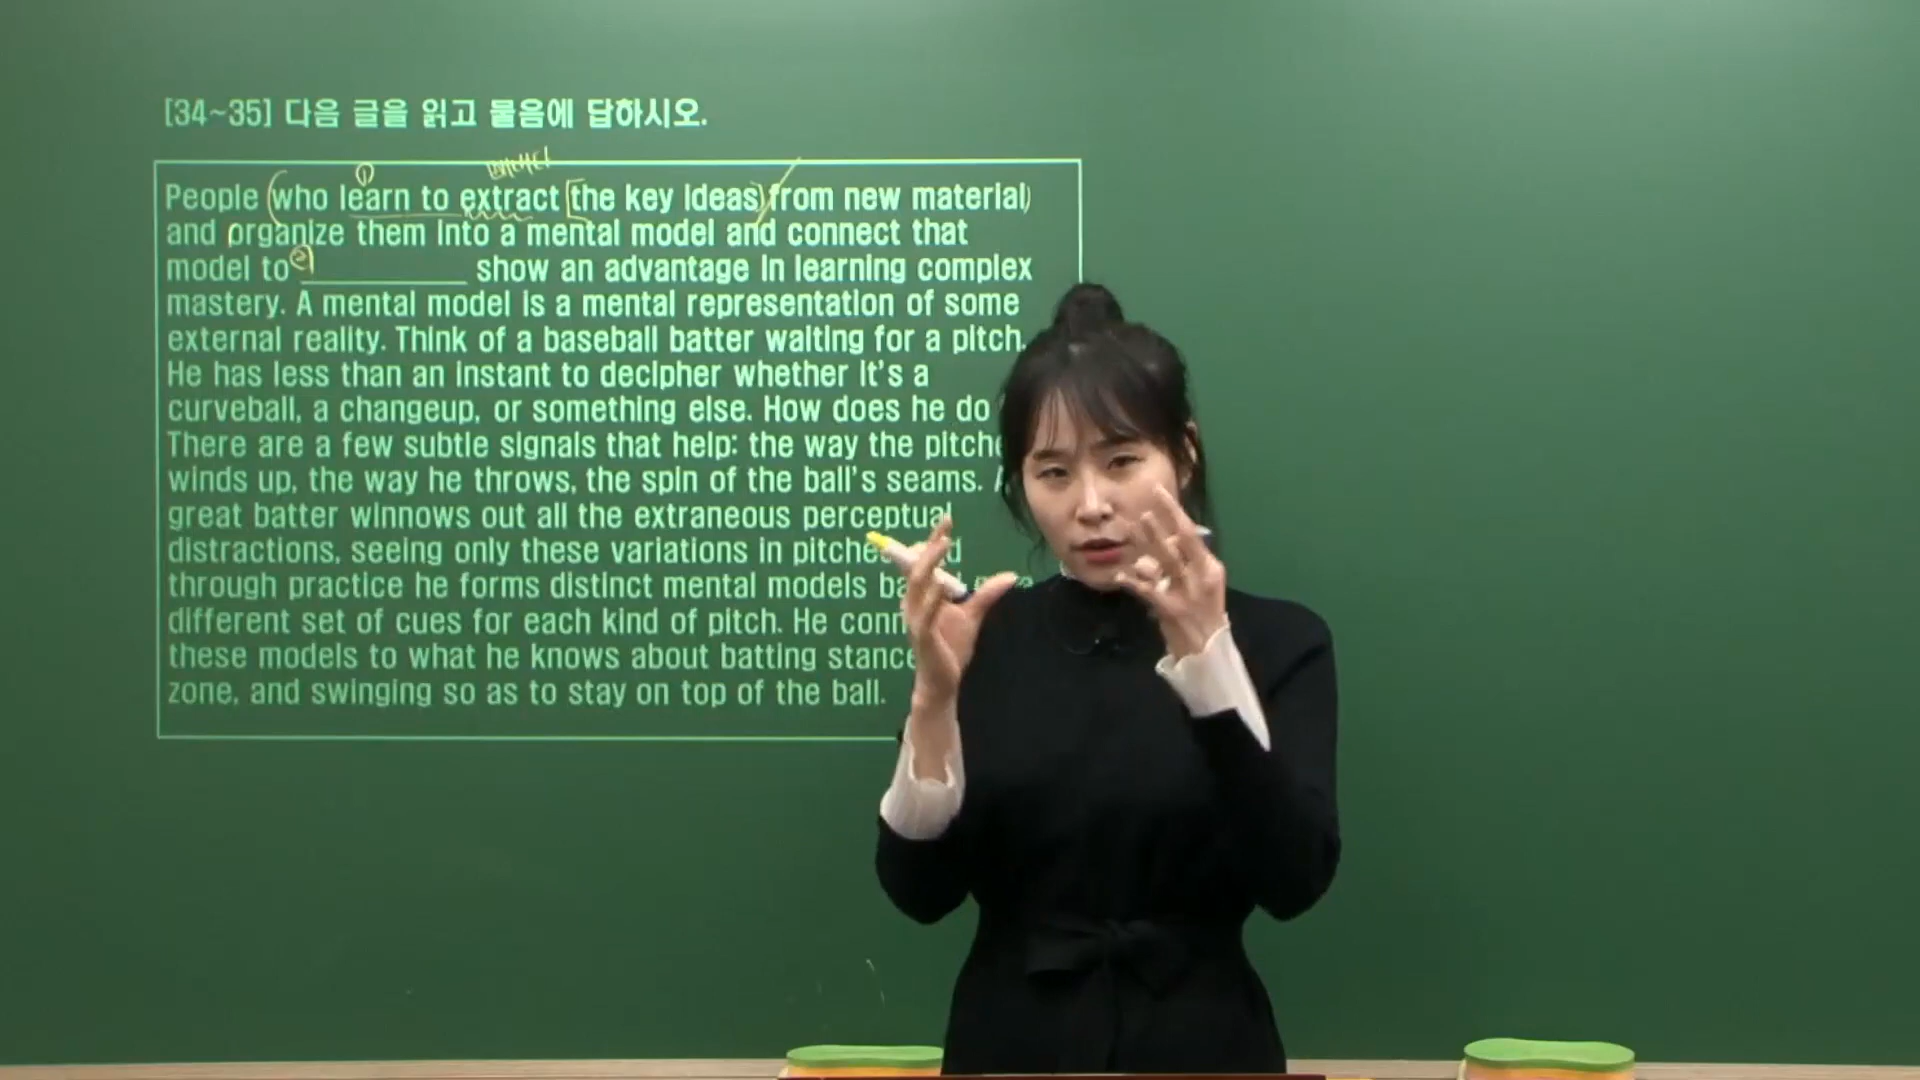 [34~35] 다음 글을 읽고 물음에 답하시오.
People who learn to extract the key ideas from new material
and organize them into a mental model and connect that
model to ________ show an advantage in learning complex
mastery. A mental model is a mental representation of some
external reality. Think of a baseball batter waiting for a pitch.
He has less than an instant to decipher whether it's a
curveball, a changeup, or something else. How does he do
There are a few subtle signals that help: the way the
winds up, the way he throws, the spin of the ball's seams. A
great batter winnows out all the extraneous perceptual
distractions, seeing only these variations in
through practice he forms distinct mental models
different set of cues for each kind of pitch. He
these models to what he knows about batting
zone, and swinging so as to stay on top of the ball.